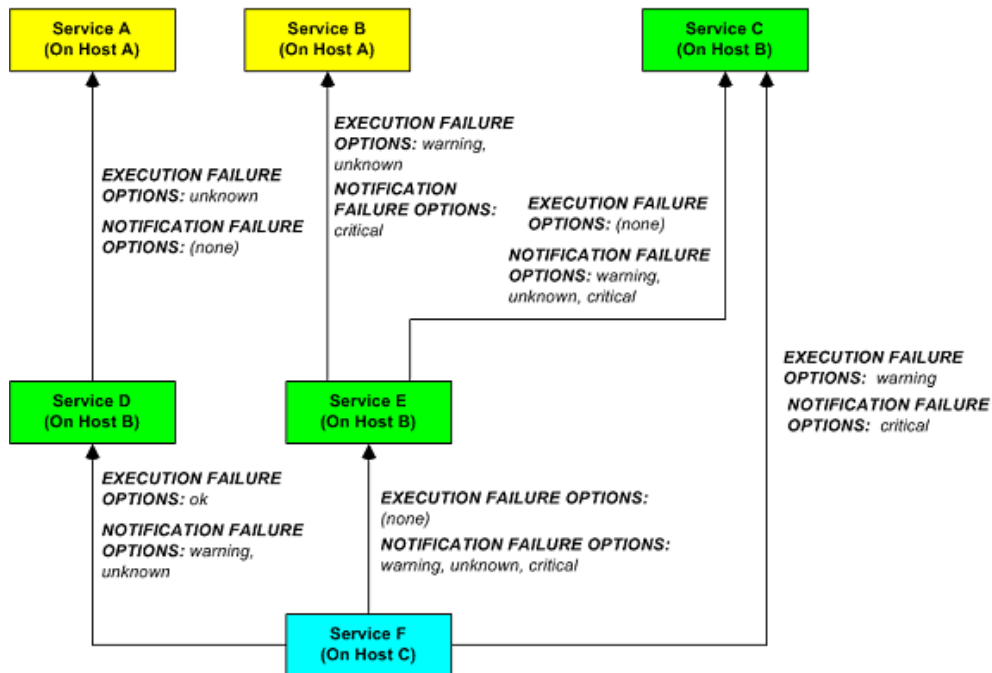 Service A
(On Host A)
Service B
(On Host A)
Service C
(On Host B)
EXECUTION FAILURE
OPTIONS: unknown
NOTIFICATION FAILURE
OPTIONS: (none)
EXECUTION FAILURE
OPTIONS: warning,
unknown
NOTIFICATION
FAILURE OPTIONS:
critical
EXECUTION FAILURE
OPTIONS: (none)
NOTIFICATION FAILURE
OPTIONS: warning,
unknown, critical
EXECUTION FAILURE
OPTIONS: warning
NOTIFICATION FAILURE
OPTIONS: critical
Service D
(On Host B)
Service E
(On Host B)
EXECUTION FAILURE
OPTIONS: ok
NOTIFICATION FAILURE
OPTIONS: warning,
unknown
EXECUTION FAILURE OPTIONS:
(none)
NOTIFICATION FAILURE OPTIONS:
warning, unknown, critical
Service F
(On Host C)